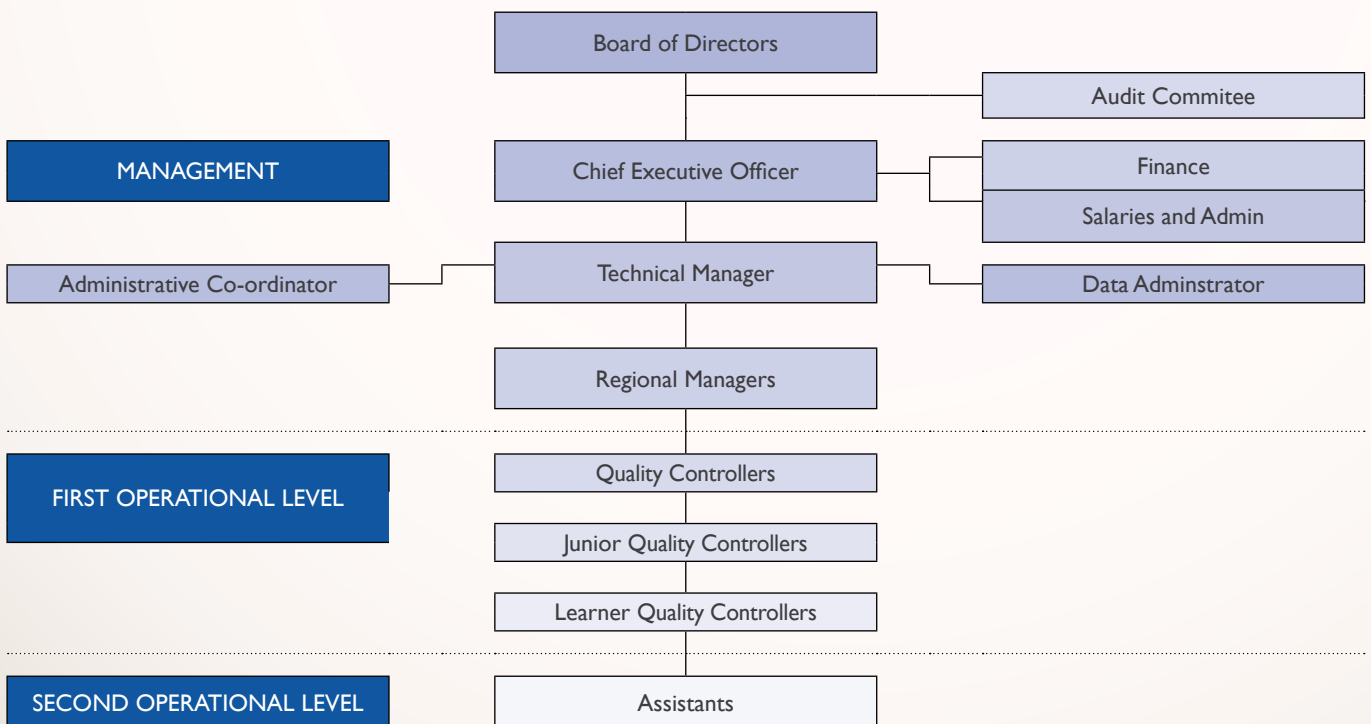 Board of Directors
Audit Commitee
MANAGEMENT
Chief Executive Officer
Finance
Salaries and Admin
Administrative Co-ordinator
Technical Manager
Data Adminstrator
Regional Managers
FIRST OPERATIONAL LEVEL
Quality Controllers
Junior Quality Controllers
Learner Quality Controllers
SECOND OPERATIONAL LEVEL
Assistants